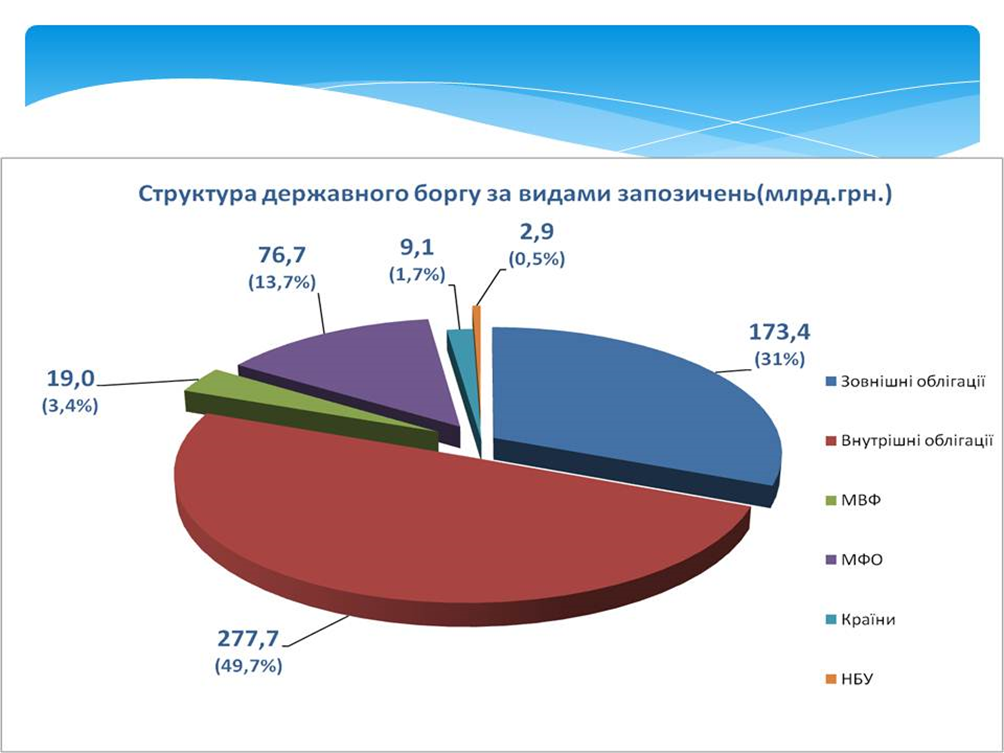 Структура державного боргу за видами запозичень(млрд.грн.)
2,9
(0,5%)
9,1
(1,7%)
76,7
(13,7%)
173,4
(31%)
19,0
(3,4%)
277,7
(49,7%)
Зовнішні облігації
Внутрішні облігації
МВФ
МФО
Країни
НБУ